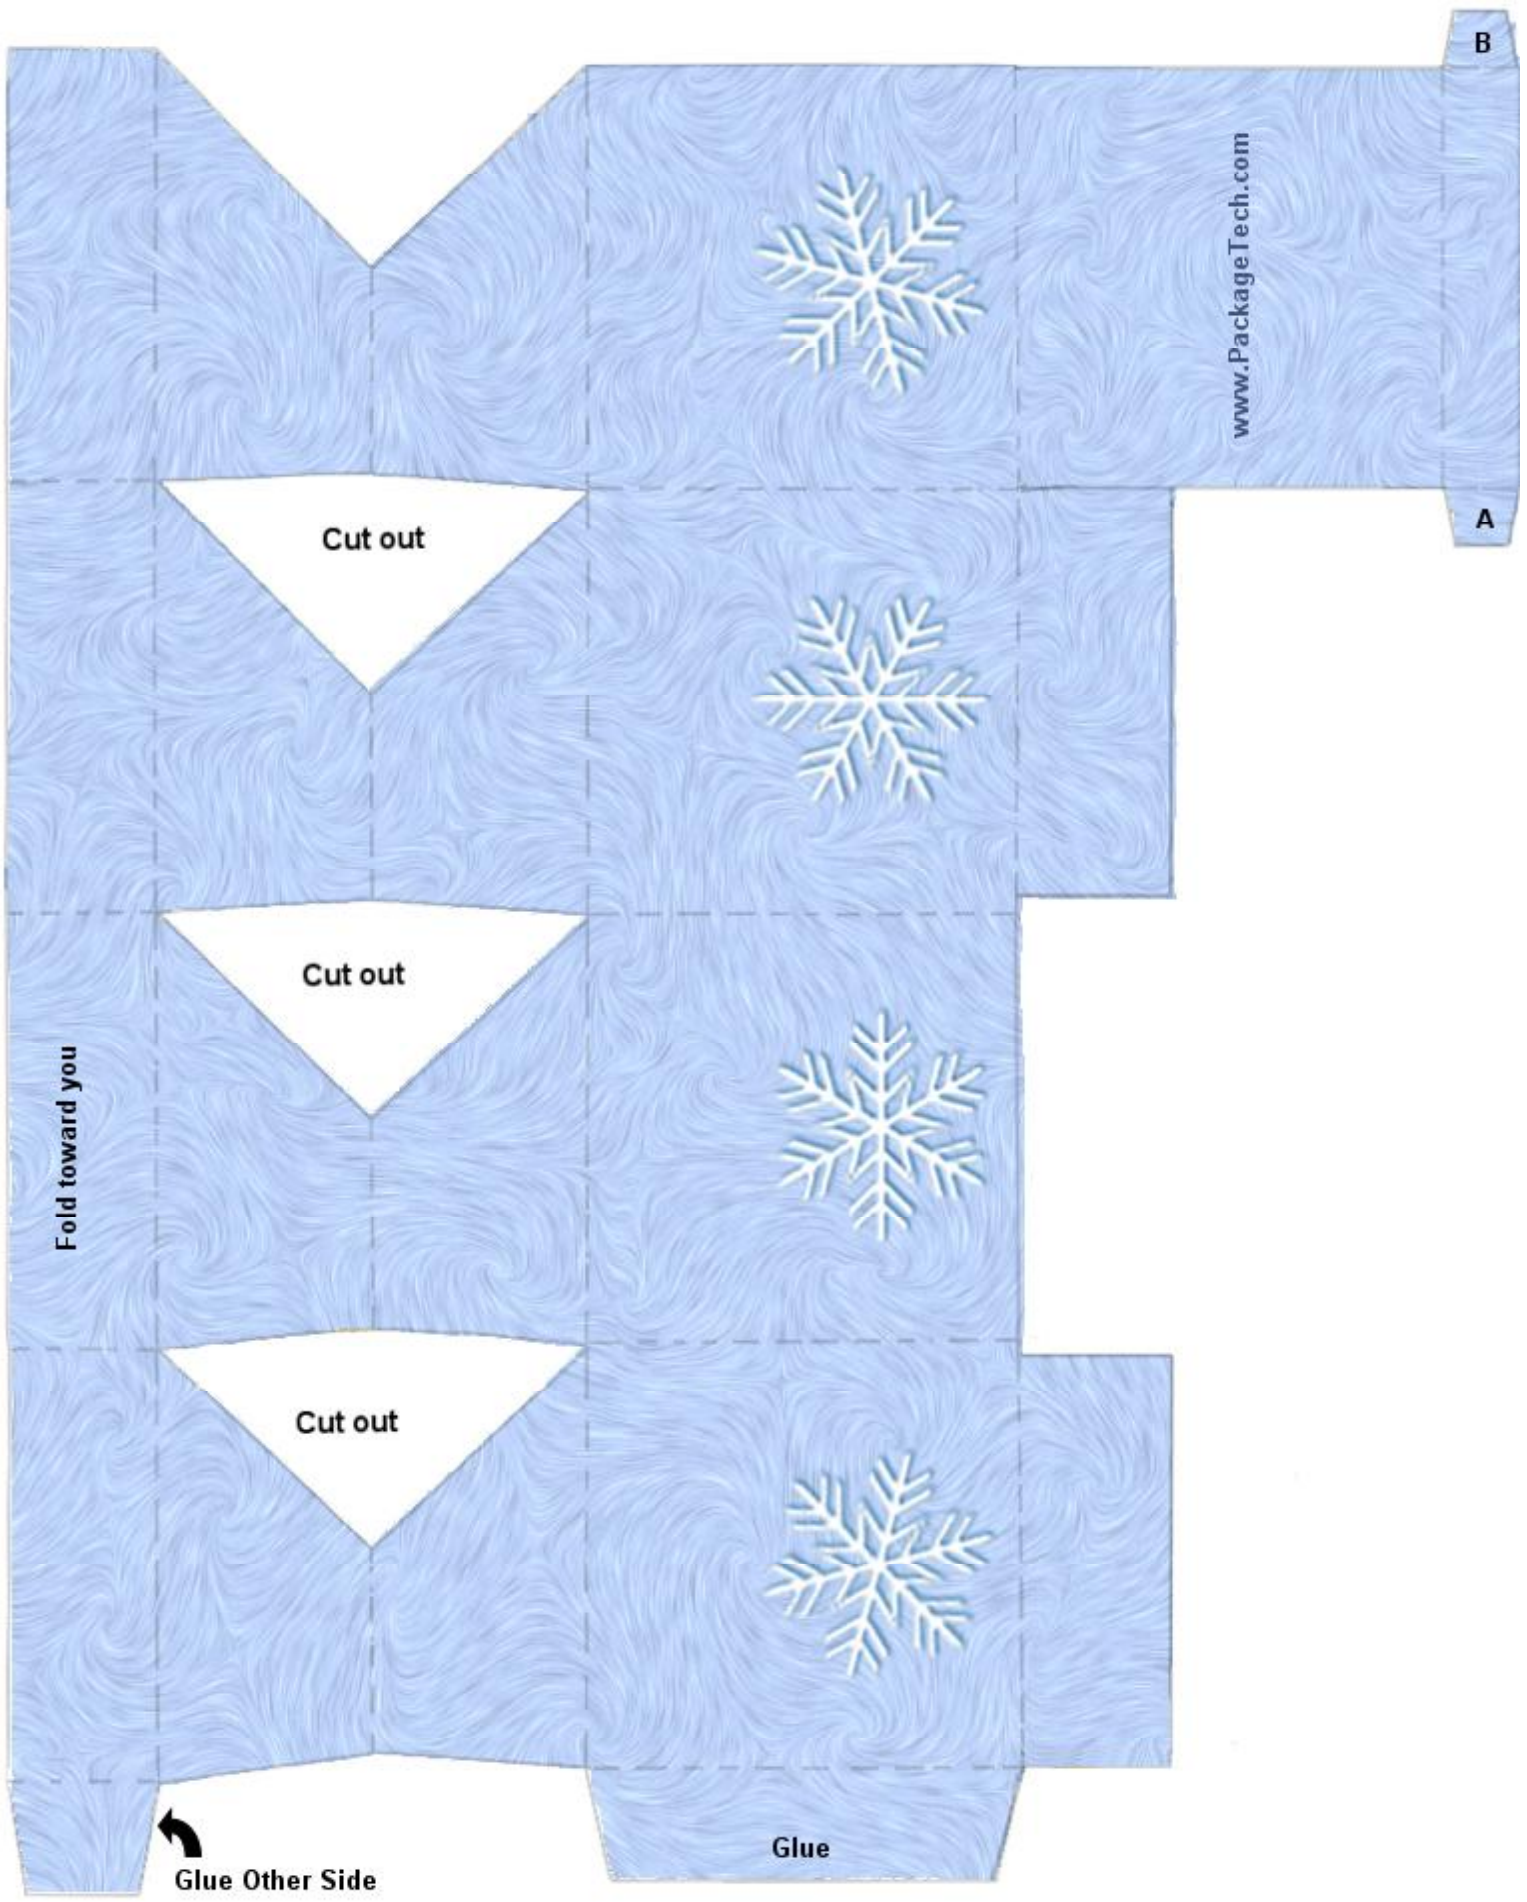 B
www.PackageTech.com
A
Cut out
Cut out
Fold toward you
Cut out
Glue
Glue Other Side